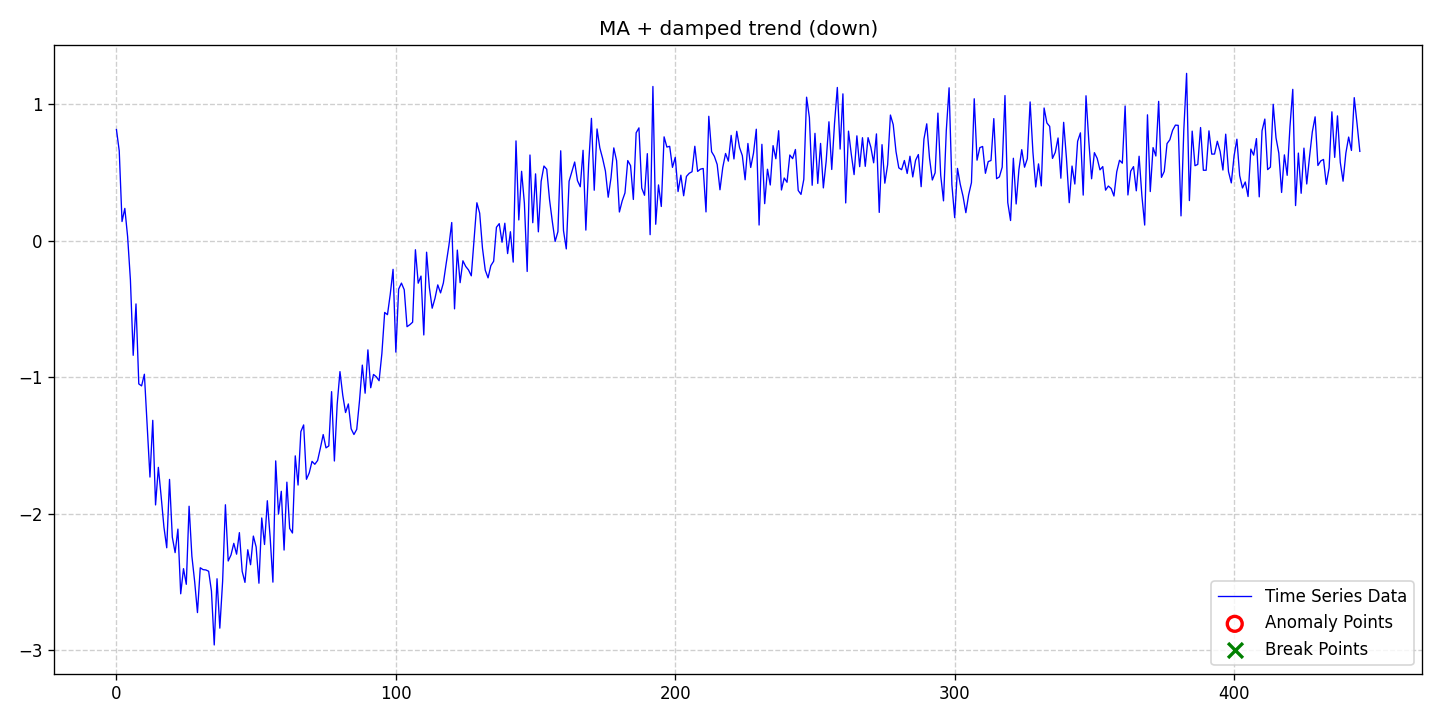 MA + damped trend (down)
1
0
−1
−2
−3
0
100
200
300
400
Time Series Data
Anomaly Points
Break Points